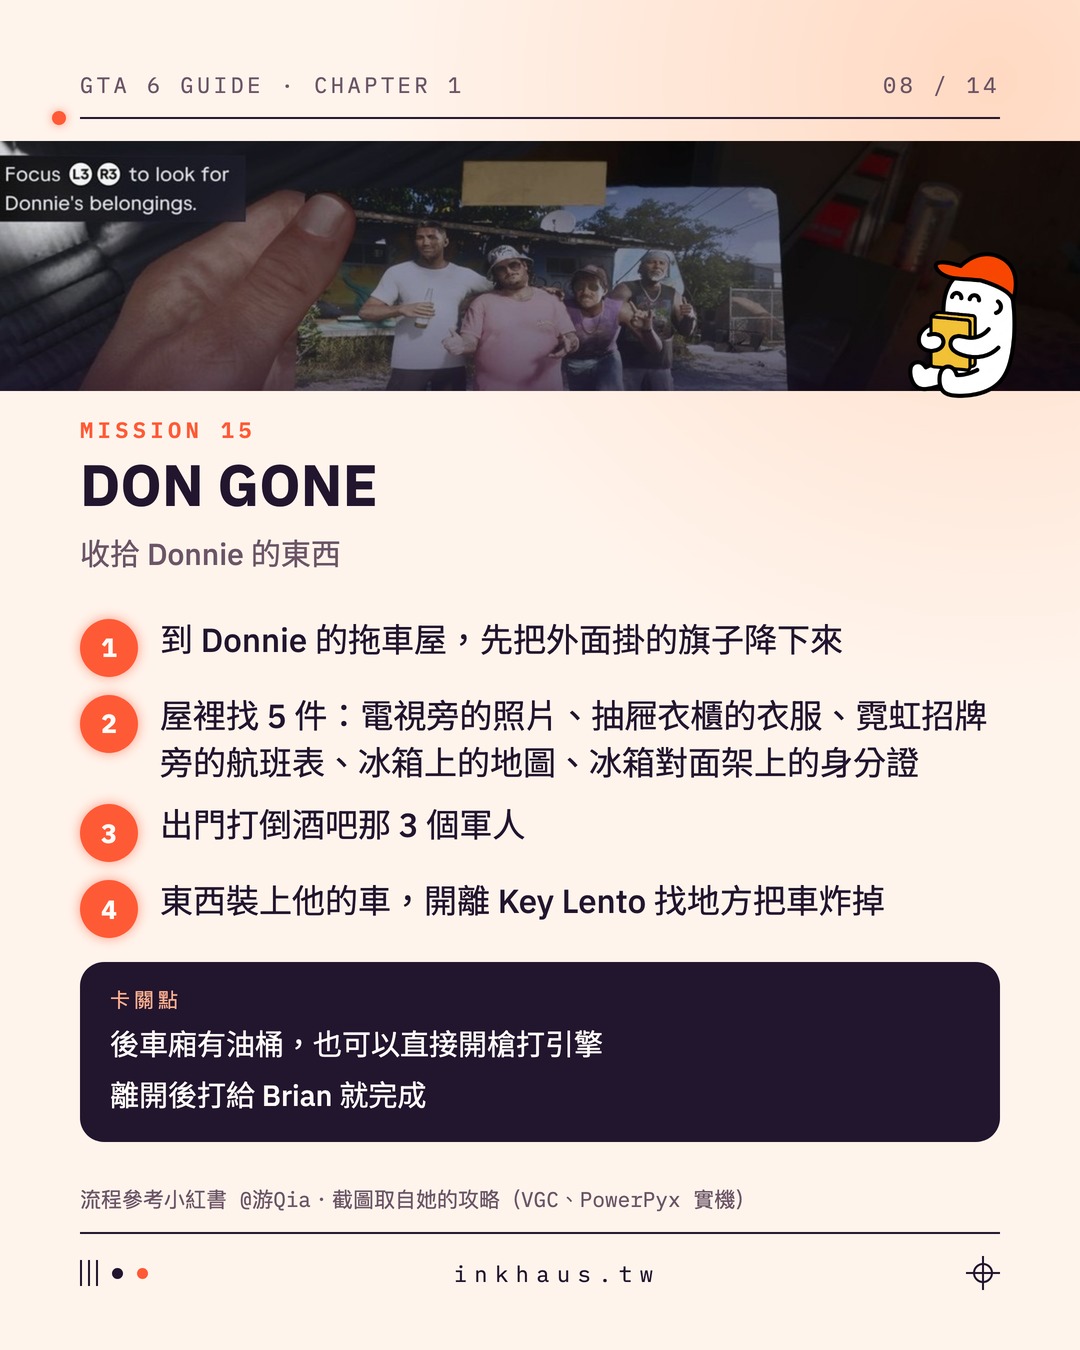 GTA 6 GUIDE · CHAPTER 1
08 / 14
Focus L3 R3 to look for
Donnie's belongings.
MISSION 15
DON GONE
收拾 Donnie 的東西
1 到 Donnie 的拖車屋，先把外面掛的旗子降下來
2 屋裡找 5 件：電視旁的照片、抽屜衣櫃的衣服、霓虹招牌
旁的航班表、冰箱上的地圖、冰箱對面架上的身分證
3 出門打倒酒吧那 3 個軍人
4 東西裝上他的車，開離 Key Lento 找地方把車炸掉
卡關點
後車廂有油桶，也可以直接開槍打引擎
離開後打給 Brian 就完成
流程參考小紅書 @游Qia · 截圖取自她的攻略（VGC、PowerPyx 實機）
inkhaus.tw